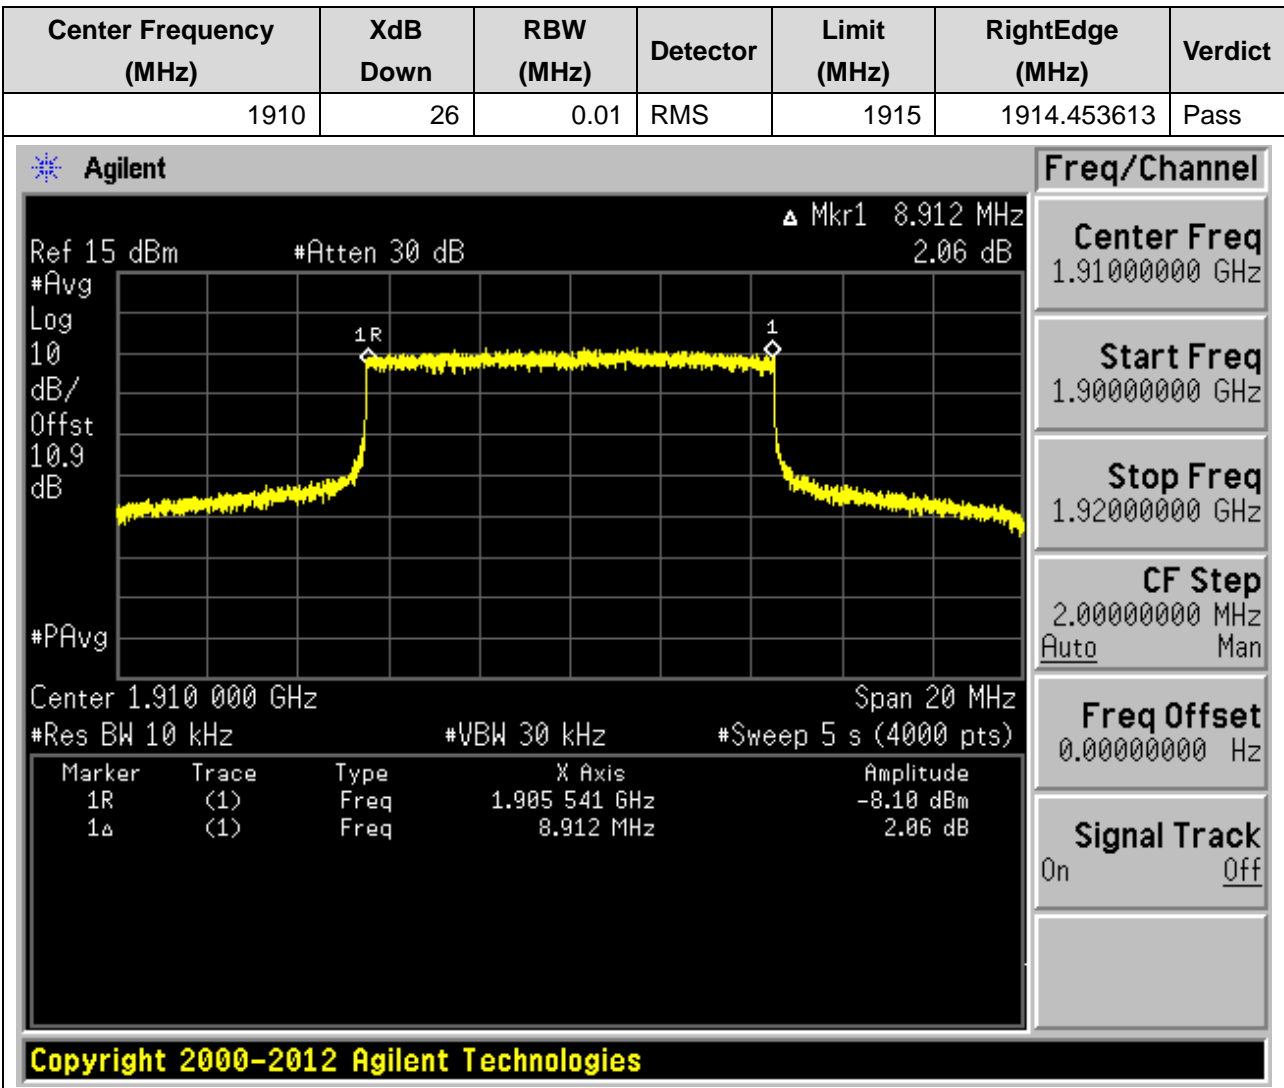 Center Frequency (MHz) XdB Down RBW (MHz) Detector Limit (MHz) RightEdge (MHz) Verdict
1910 26 0.01 RMS 1915 1914.453613 Pass
Agilent
Freq/Channel
Δ Mkr1 8.912 MHz
Ref 15 dBm #Atten 30 dB 2.06 dB
#Avg
Log
10
dB/
Offst
10.9
dB
1R
1
#PAvg
Center 1.910 000 GHz Span 20 MHz
#Res BW 10 kHz #VBW 30 kHz #Sweep 5 s (4000 pts)
Marker Trace Type X Axis Amplitude
1R (1) Freq 1.905 541 GHz -8.10 dBm
1Δ (1) Freq 8.912 MHz 2.06 dB
Center Freq
1.91000000 GHz
Start Freq
1.90000000 GHz
Stop Freq
1.92000000 GHz
CF Step
2.00000000 MHz
Auto Man
Freq Offset
0.00000000 Hz
Signal Track
On Off
Copyright 2000-2012 Agilent Technologies